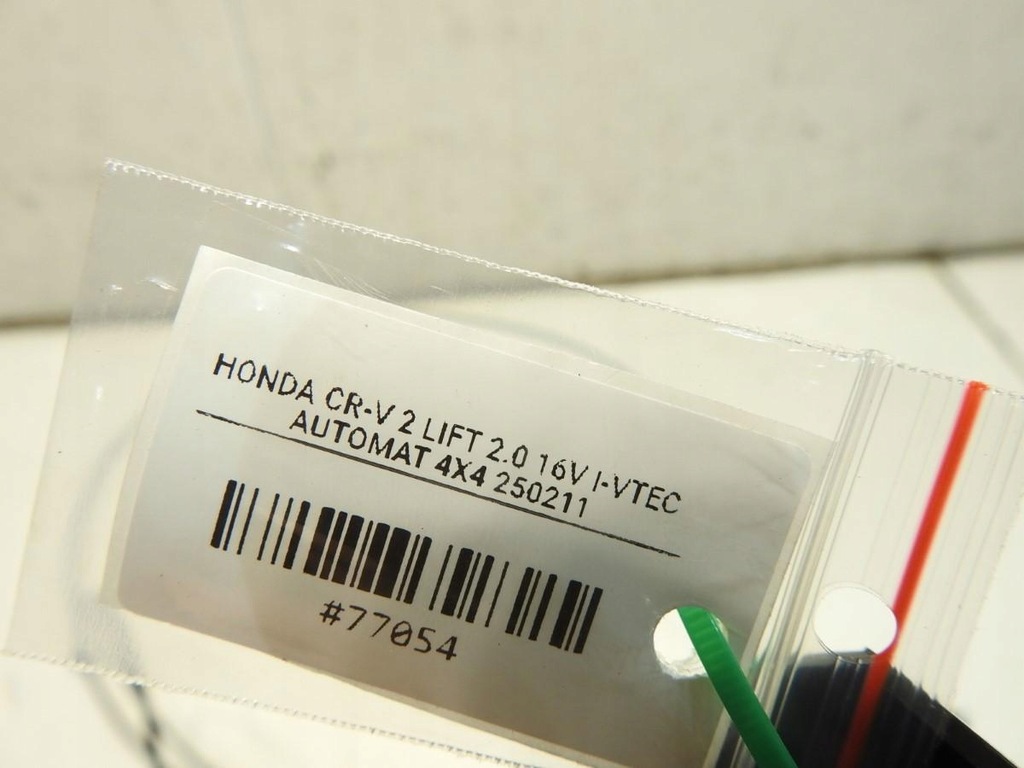 HONDA CR-V 2 LIFT 2.0 16V I-VTEC
AUTOMAT 4X4 250211
#77054